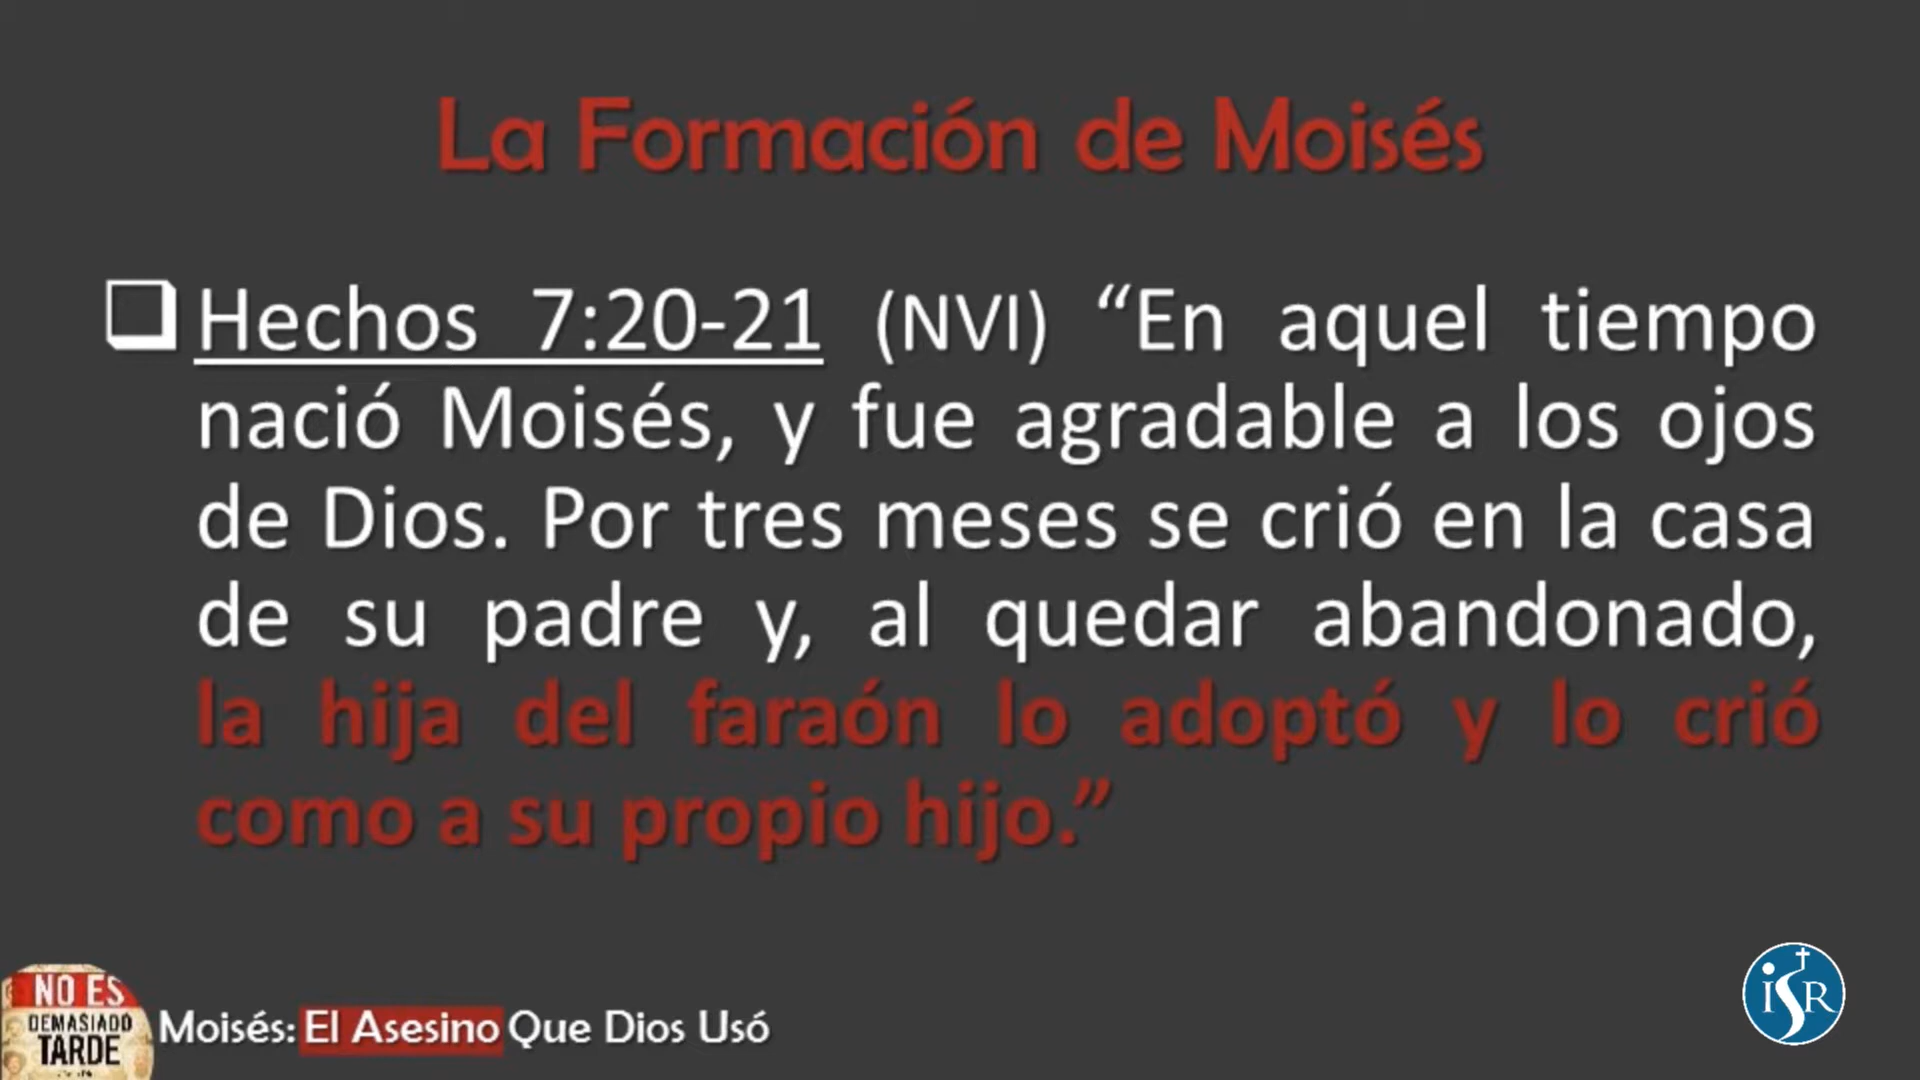 La Formación de Moisés
Hechos 7:20-21 (NVI) “En aquel tiempo
nació Moisés, y fue agradable a los ojos
de Dios. Por tres meses se crió en la casa
de su padre y, al quedar abandonado,
la hija del faraón lo adoptó y lo crió
como a su propio hijo.”
NO ES
DEMASIADO
TARDE
Moisés: El Asesino Que Dios Usó
iSR